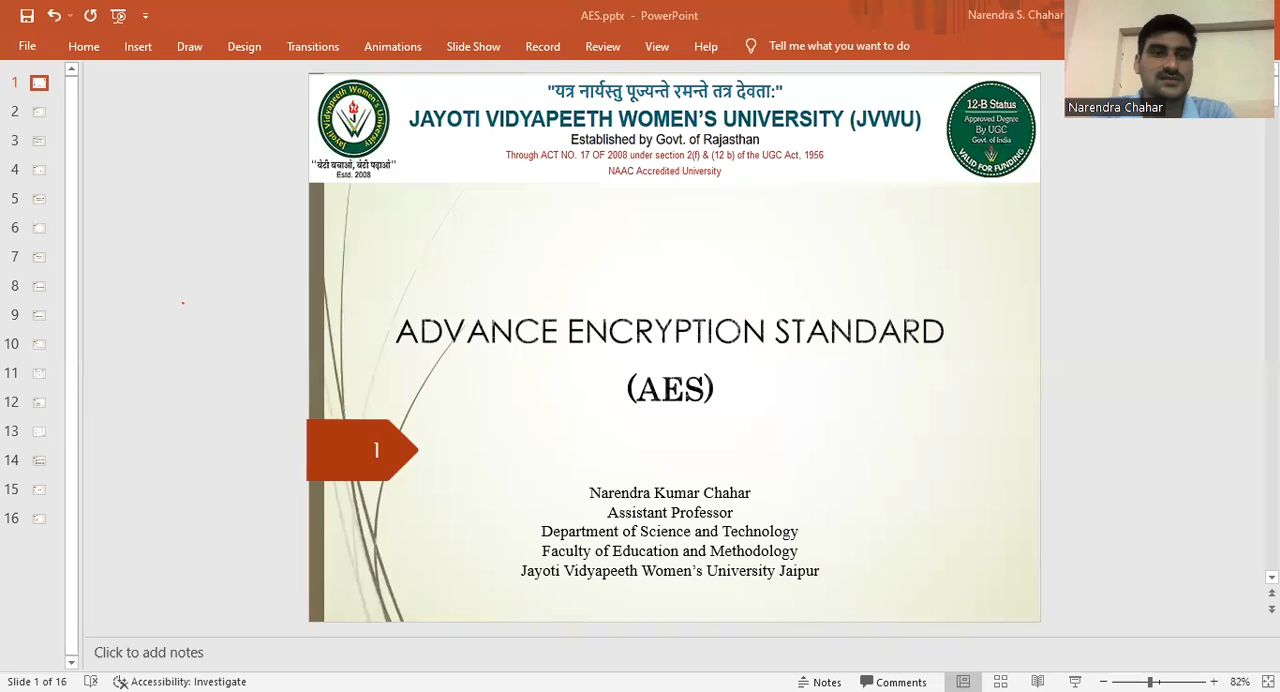 AES.pptx - PowerPoint
Narendra S. Chahar
File Home Insert Draw Design Transitions Animations Slide Show Record Review View Help Tell me what you want to do
Narendra Chahar
1
2
3
4
5
6
7
8
9
10
11
12
13
14
15
16
Jayoti Vidyapeeth Women's University
"बेटी बचाओ, बेटी पढ़ाओ"
Estd. 2008
"यत्र नार्यस्तु पूज्यन्ते रमन्ते तत्र देवता:"
JAYOTI VIDYAPEETH WOMEN'S UNIVERSITY (JVWU)
Established by Govt. of Rajasthan
Through ACT NO. 17 OF 2008 under section 2(f) & (12 b) of the UGC Act, 1956
NAAC Accredited University
12-B Status
Approved Degree
By UGC
Govt. of India
VALID FOR FUNDING
ADVANCE ENCRYPTION STANDARD
(AES)
1
Narendra Kumar Chahar
Assistant Professor
Department of Science and Technology
Faculty of Education and Methodology
Jayoti Vidyapeeth Women's University Jaipur
Click to add notes
Slide 1 of 16 Accessibility: Investigate Notes Comments 82%